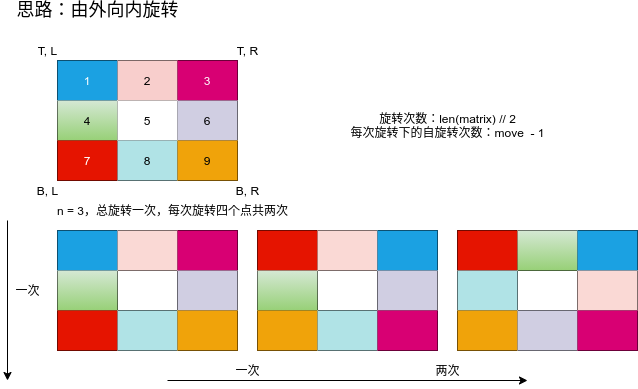 思路：由外向内旋转
T, L
T, R
1
2
3
4
5
6
7
8
9
B, L
B, R
旋转次数：len(matrix) // 2
每次旋转下的自旋转次数：move - 1
n = 3，总旋转一次，每次旋转四个点共两次
一次
一次
两次